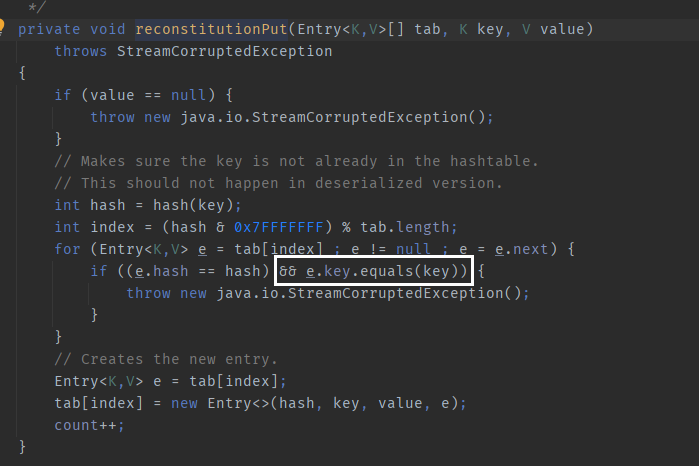 */
private void reconstitutionPut(Entry<K,V>[] tab, K key, V value)
throws StreamCorruptedException
{
if (value == null) {
throw new java.io.StreamCorruptedException();
}
// Makes sure the key is not already in the hashtable.
// This should not happen in deserialized version.
int hash = hash(key);
int index = (hash & 0x7FFFFFFF) % tab.length;
for (Entry<K,V> e = tab[index] ; e != null ; e = e.next) {
if ((e.hash == hash) && e.key.equals(key)) {
throw new java.io.StreamCorruptedException();
}
}
// Creates the new entry.
Entry<K,V> e = tab[index];
tab[index] = new Entry<>(hash, key, value, e);
count++;
}